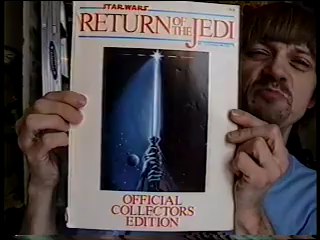 STAR WARS
RETURN OF THE JEDI
OFFICIAL
COLLECTORS
EDITION